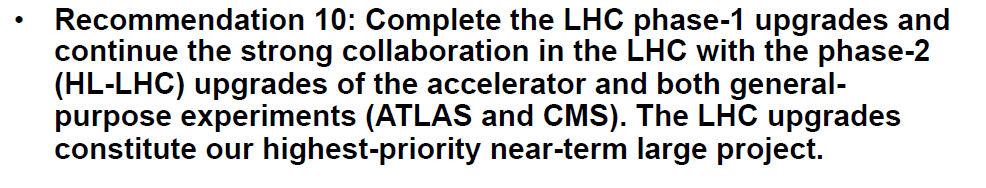 • Recommendation 10: Complete the LHC phase-1 upgrades and
continue the strong collaboration in the LHC with the phase-2
(HL-LHC) upgrades of the accelerator and both general-
purpose experiments (ATLAS and CMS). The LHC upgrades
constitute our highest-priority near-term large project.